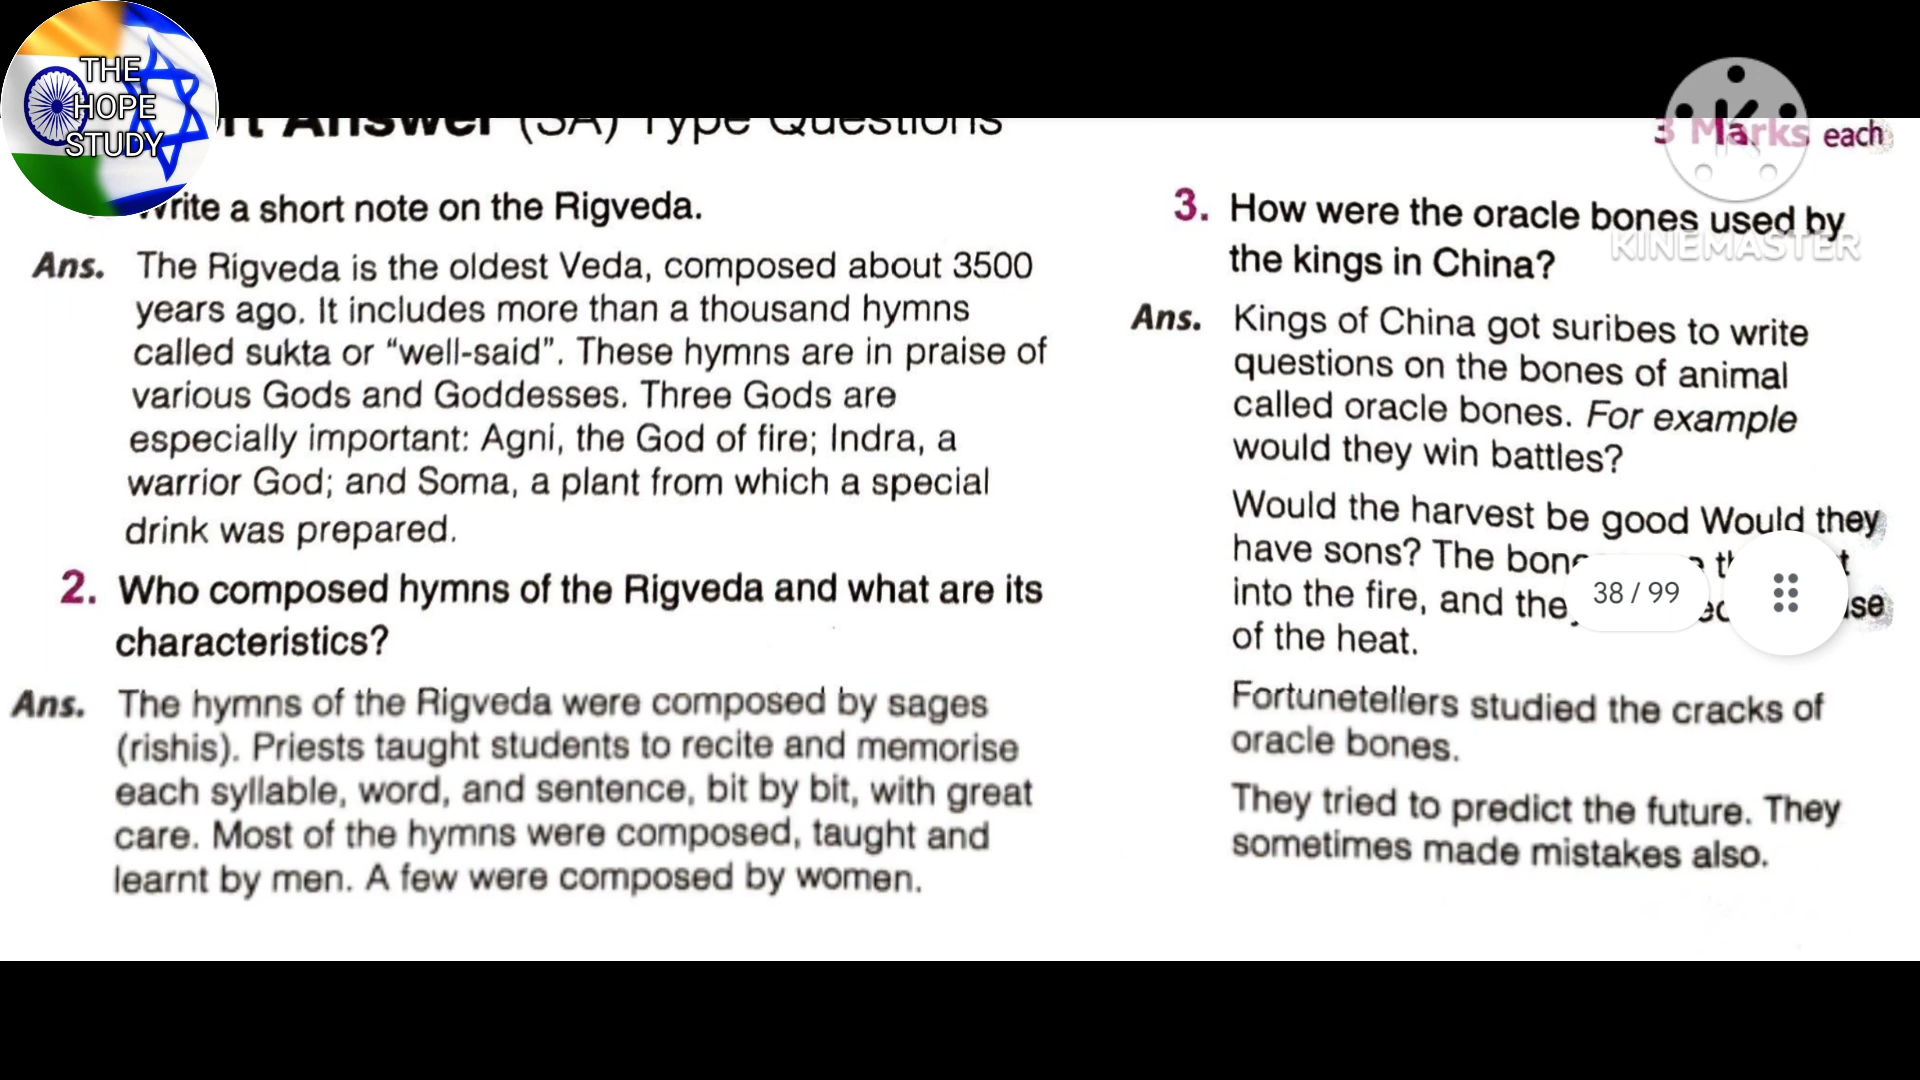 THE
HOPE
STUDY
Answer (SA) Type Questions
3 Marks each
KINEMASTER
Write a short note on the Rigveda.
Ans. The Rigveda is the oldest Veda, composed about 3500
years ago. It includes more than a thousand hymns
called sukta or “well-said”. These hymns are in praise of
various Gods and Goddesses. Three Gods are
especially important: Agni, the God of fire; Indra, a
warrior God; and Soma, a plant from which a special
drink was prepared.
2. Who composed hymns of the Rigveda and what are its
characteristics?
Ans. The hymns of the Rigveda were composed by sages
(rishis). Priests taught students to recite and memorise
each syllable, word, and sentence, bit by bit, with great
care. Most of the hymns were composed, taught and
learnt by men. A few were composed by women.
3. How were the oracle bones used by
the kings in China?
Ans. Kings of China got suribes to write
questions on the bones of animal
called oracle bones. For example
would they win battles?
Would the harvest be good Would they
have sons? The
into the fire, and
of the heat.
38 / 99
Fortunetellers studied the cracks of
oracle bones.
They tried to predict the future. They
sometimes made mistakes also.